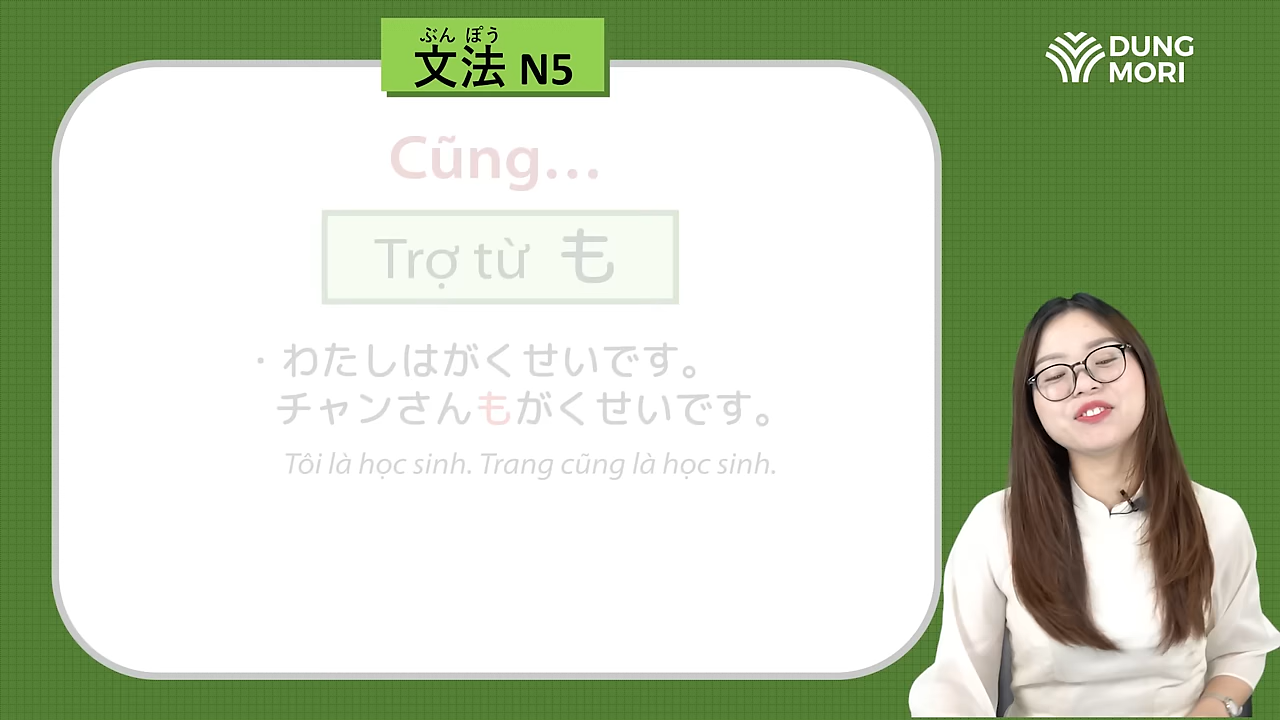 ぶん ぽう
文法 N5
DUNG
MORI
Cũng...
Trợ từ も
・わたしはがくせいです。
チャンさんもがくせいです。
Tôi là học sinh. Trang cũng là học sinh.